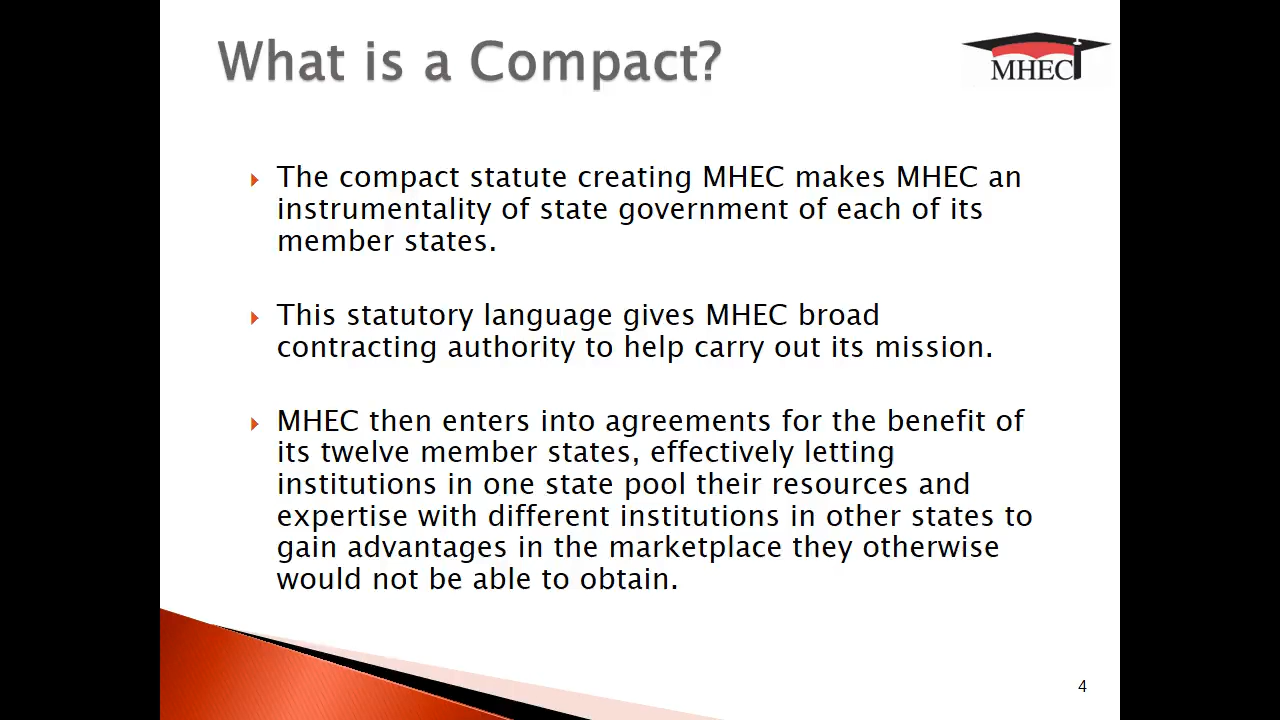 What is a Compact?
MHEC
The compact statute creating MHEC makes MHEC an
instrumentality of state government of each of its
member states.
This statutory language gives MHEC broad
contracting authority to help carry out its mission.
MHEC then enters into agreements for the benefit of
its twelve member states, effectively letting
institutions in one state pool their resources and
expertise with different institutions in other states to
gain advantages in the marketplace they otherwise
would not be able to obtain.
4